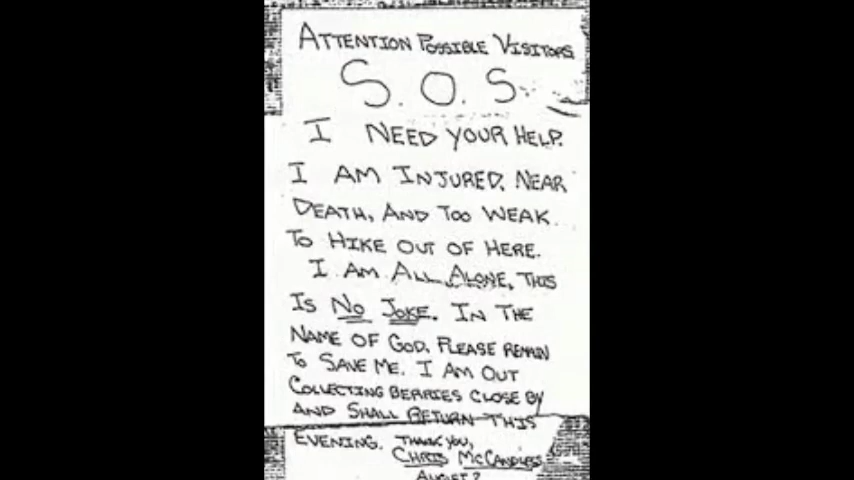 ATTENTION POSSIBLE VISITORS
S.O.S.
I NEED YOUR HELP.
I AM INJURED, NEAR
DEATH, AND TOO WEAK
TO HIKE OUT OF HERE.
I AM ALL ALONE, THIS
IS NO JOKE. IN THE
NAME OF GOD, PLEASE REMAIN
TO SAVE ME. I AM OUT
COLLECTING BERRIES CLOSE BY
AND SHALL RETURN THIS
EVENING. THANK YOU,
CHRIS MCCANDLESS
AUGUST ?